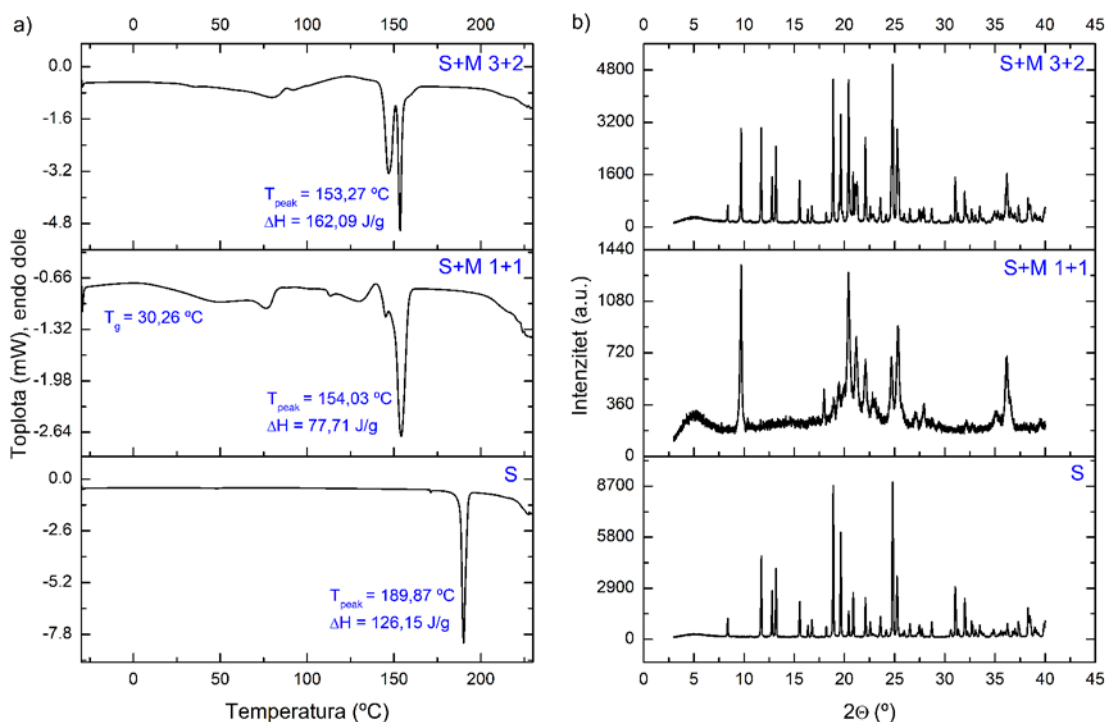 a)
b)
0.0
-1.6
-3.2
-4.8
S+M 3+2
T_peak = 153,27 ºC
ΔH = 162,09 J/g
-0.66
-1.32
-1.98
-2.64
S+M 1+1
T_g = 30,26 ºC
T_peak = 154,03 ºC
ΔH = 77,71 J/g
0.0
-2.6
-5.2
-7.8
S
T_peak = 189,87 ºC
ΔH = 126,15 J/g
0 50 100 150 200
0 50 100 150 200
Toplota (mW), endo dole
Temperatura (ºC)
0 5 10 15 20 25 30 35 40 45
4800
3200
1600
0
S+M 3+2
1440
1080
720
360
0
S+M 1+1
8700
5800
2900
0
S
0 5 10 15 20 25 30 35 40 45
Intenzitet (a.u.)
2Θ (º)